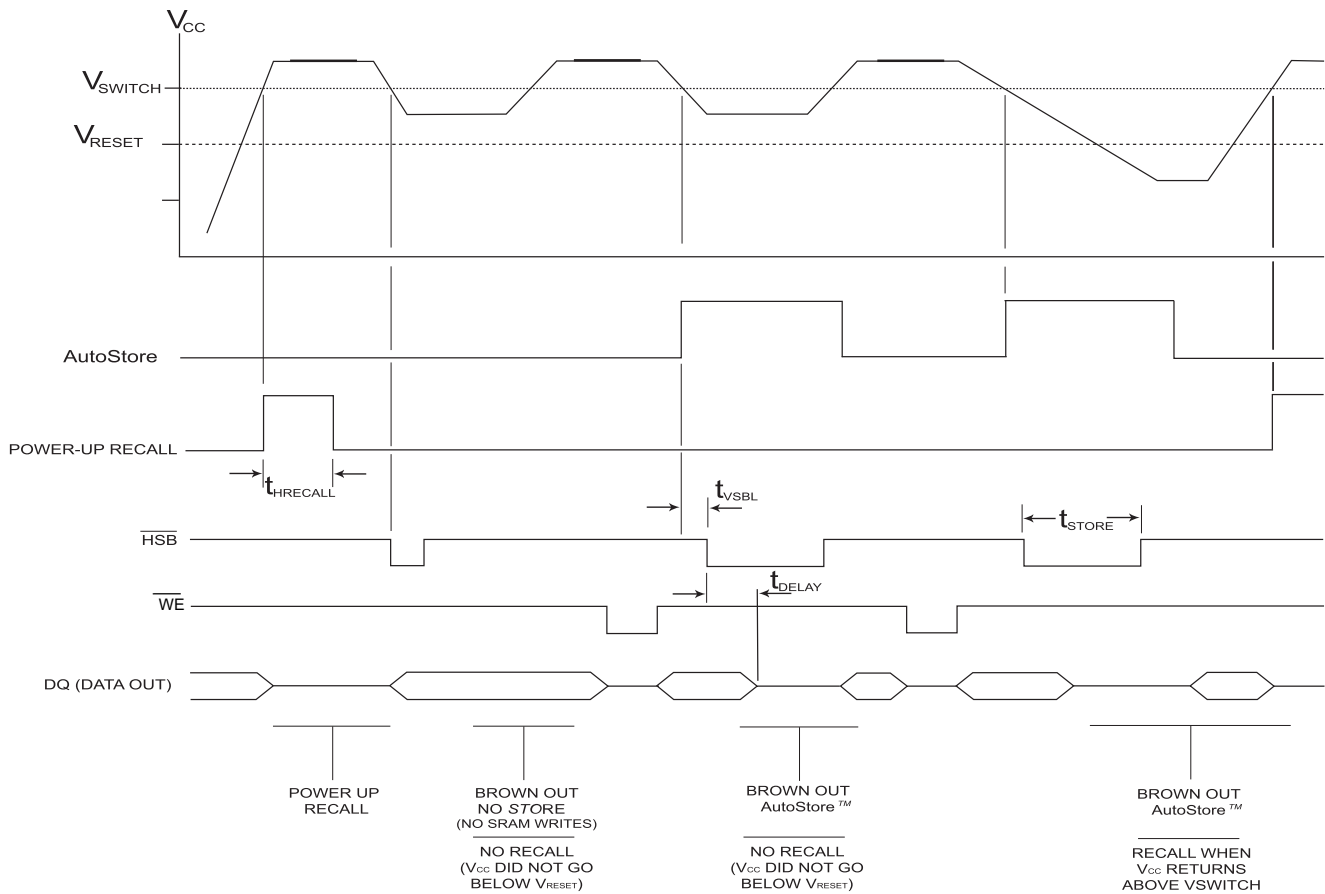 VCC
VSWITCH
VRESET
AutoStore
POWER-UP RECALL
tHRECALL
tVSBL
tSTORE
HSB
tDELAY
WE
DQ (DATA OUT)
POWER UP
RECALL
BROWN OUT
NO STORE
(NO SRAM WRITES)
NO RECALL
(VCC DID NOT GO
BELOW VRESET)
BROWN OUT
AutoStore™
NO RECALL
(VCC DID NOT GO
BELOW VRESET)
BROWN OUT
AutoStore™
RECALL WHEN
VCC RETURNS
ABOVE VSWITCH